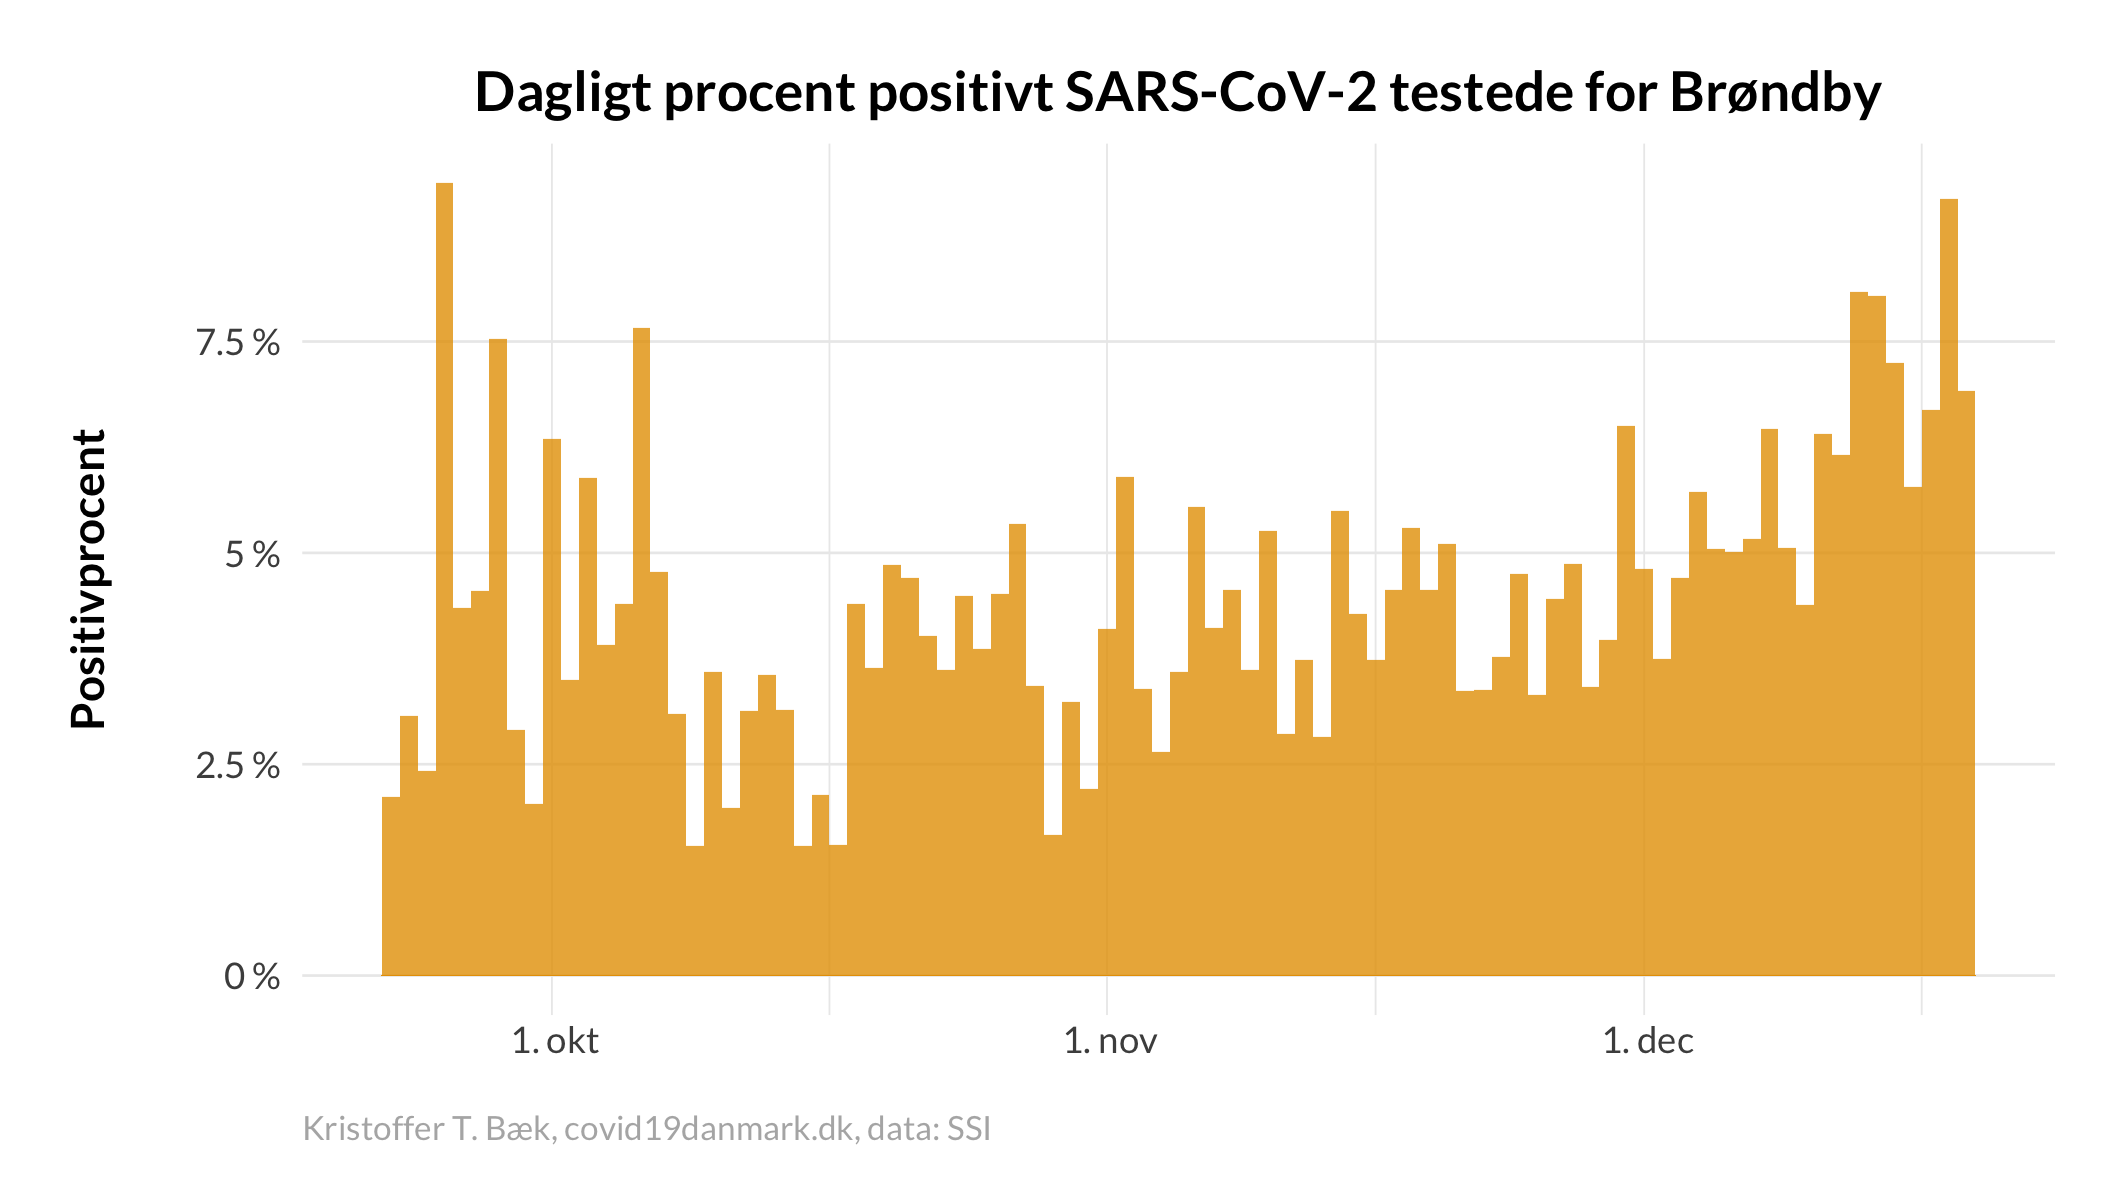 Dagligt procent positivt SARS-CoV-2 testede for Brøndby
Positivprocent
7.5 %
5 %
2.5 %
0 %
1. okt
1. nov
1. dec
Kristoffer T. Bæk, covid19danmark.dk, data: SSI